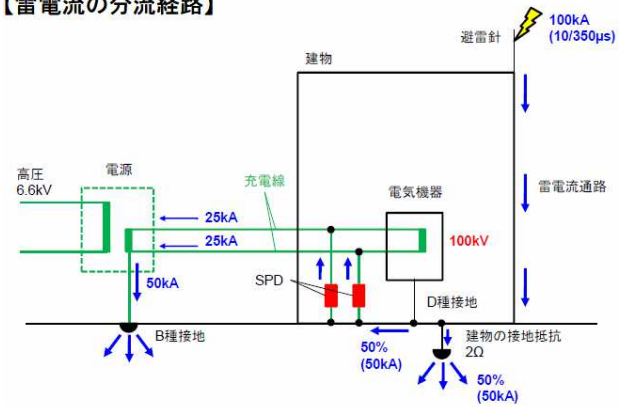 【雷電流の分流経路】
100kA
(10/350μs)
避雷針
建物
高圧
6.6kV
電源
充電線
電気機器
雷電流通路
25kA
25kA
100kV
50kA
SPD
D種接地
B種接地
50%
(50kA)
建物の接地抵抗
2Ω
50%
(50kA)